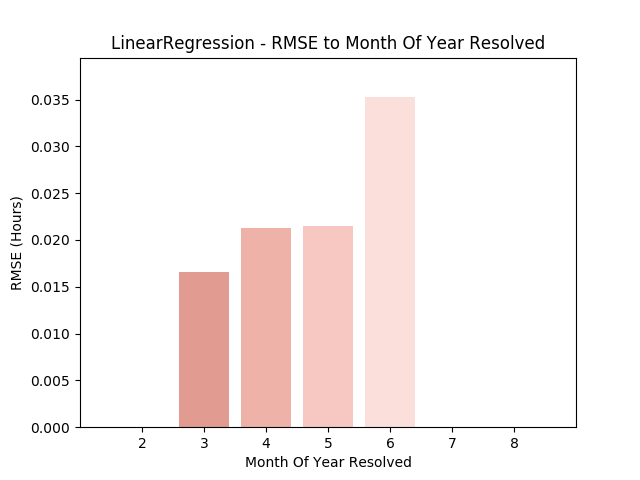 LinearRegression - RMSE to Month Of Year Resolved
RMSE (Hours)
0.035
0.030
0.025
0.020
0.015
0.010
0.005
0.000
2 3 4 5 6 7 8
Month Of Year Resolved